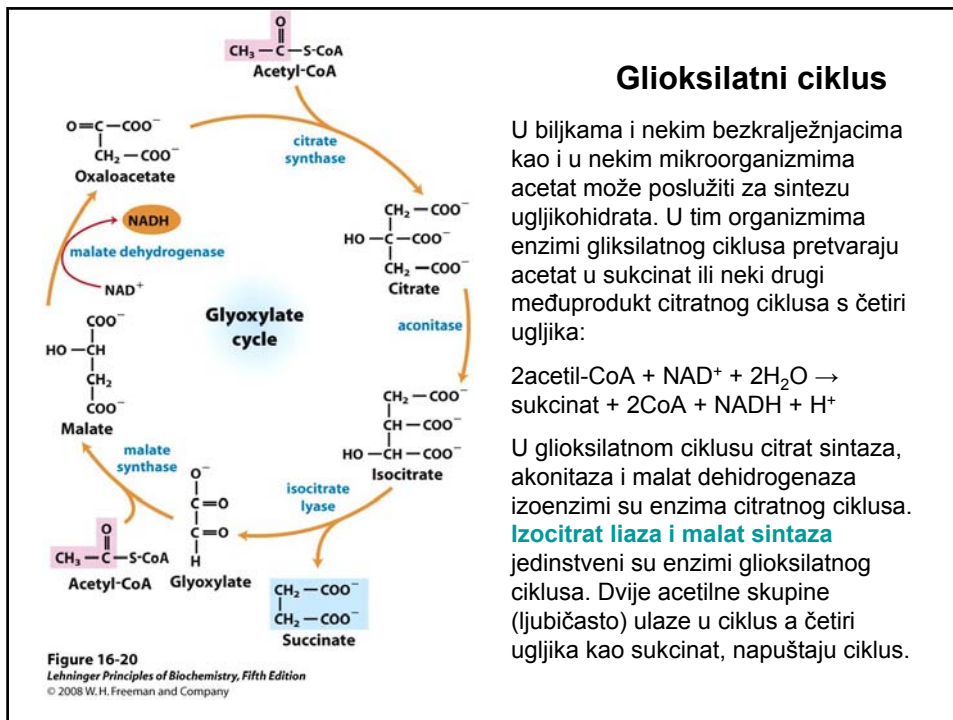 O
CH₃ — C — S-CoA
Acetyl-CoA
Glioksilatni ciklus
U biljkama i nekim bezkralježnjacima
kao i u nekim mikroorganizmima
acetat može poslužiti za sintezu
ugljikohidrata. U tim organizmima
enzimi gliksilatnog ciklusa pretvaraju
acetat u sukcinat ili neki drugi
međuprodukt citratnog ciklusa s četiri
ugljika:
2acetil-CoA + NAD⁺ + 2H₂O →
sukcinat + 2CoA + NADH + H⁺
U glioksilatnom ciklusu citrat sintaza,
akonitaza i malat dehidrogenaza
izoenzimi su enzima citratnog ciklusa.
Izocitrat liaza i malat sintaza
jedinstveni su enzimi glioksilatnog
ciklusa. Dvije acetilne skupine
(ljubičasto) ulaze u ciklus a četiri
ugljika kao sukcinat, napuštaju ciklus.
citrate
synthase
O=C — COO⁻
CH₂ — COO⁻
Oxaloacetate
CH₂ — COO⁻
HO — C — COO⁻
CH₂ — COO⁻
Citrate
NADH
malate dehydrogenase
NAD⁺
Glyoxylate
cycle
aconitase
COO⁻
HO — CH
CH₂
COO⁻
Malate
CH₂ — COO⁻
CH — COO⁻
HO — CH — COO⁻
Isocitrate
malate
synthase
isocitrate
lyase
O⁻
C=O
C=O
H
Glyoxylate
O
CH₃ — C — S-CoA
Acetyl-CoA
CH₂ — COO⁻
CH₂ — COO⁻
Succinate
Figure 16-20
Lehninger Principles of Biochemistry, Fifth Edition
© 2008 W. H. Freeman and Company